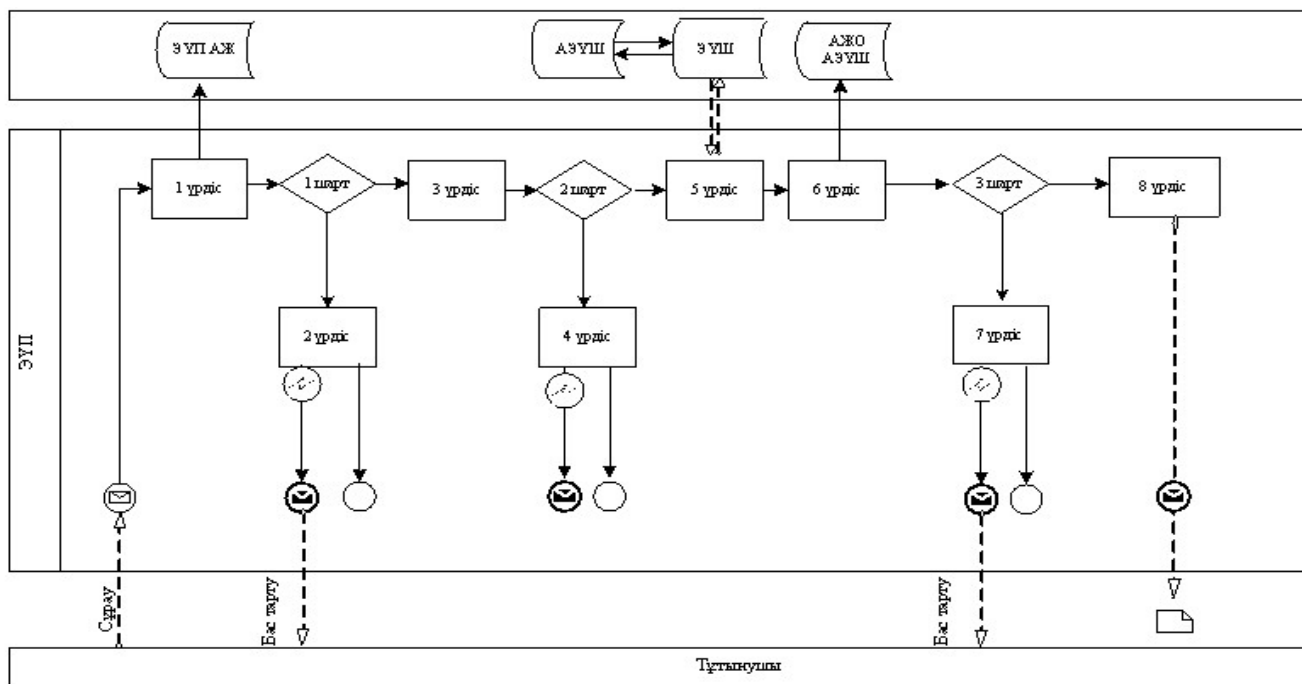 ЭҮП АЖ
АЭҮШ
ЭҮШ
АЖО
АЭҮШ
1 үрдіс
1 шарт
3 үрдіс
2 шарт
5 үрдіс
6 үрдіс
3 шарт
8 үрдіс
2 үрдіс
4 үрдіс
7 үрдіс
ЭҮП
Сұрау
Бас тарту
Бас тарту
Тұтынушы